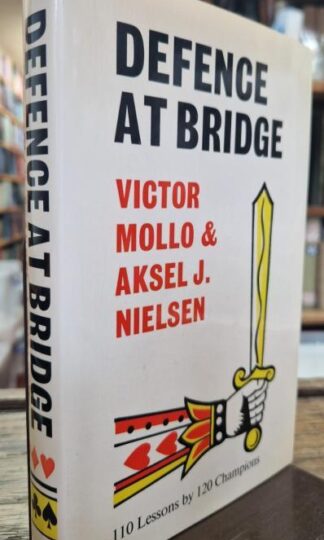 DEFENCE AT BRIDGE
DEFENCE
AT BRIDGE
VICTOR
MOLLO &
AKSEL J.
NIELSEN
110 Lessons by 120 Champions